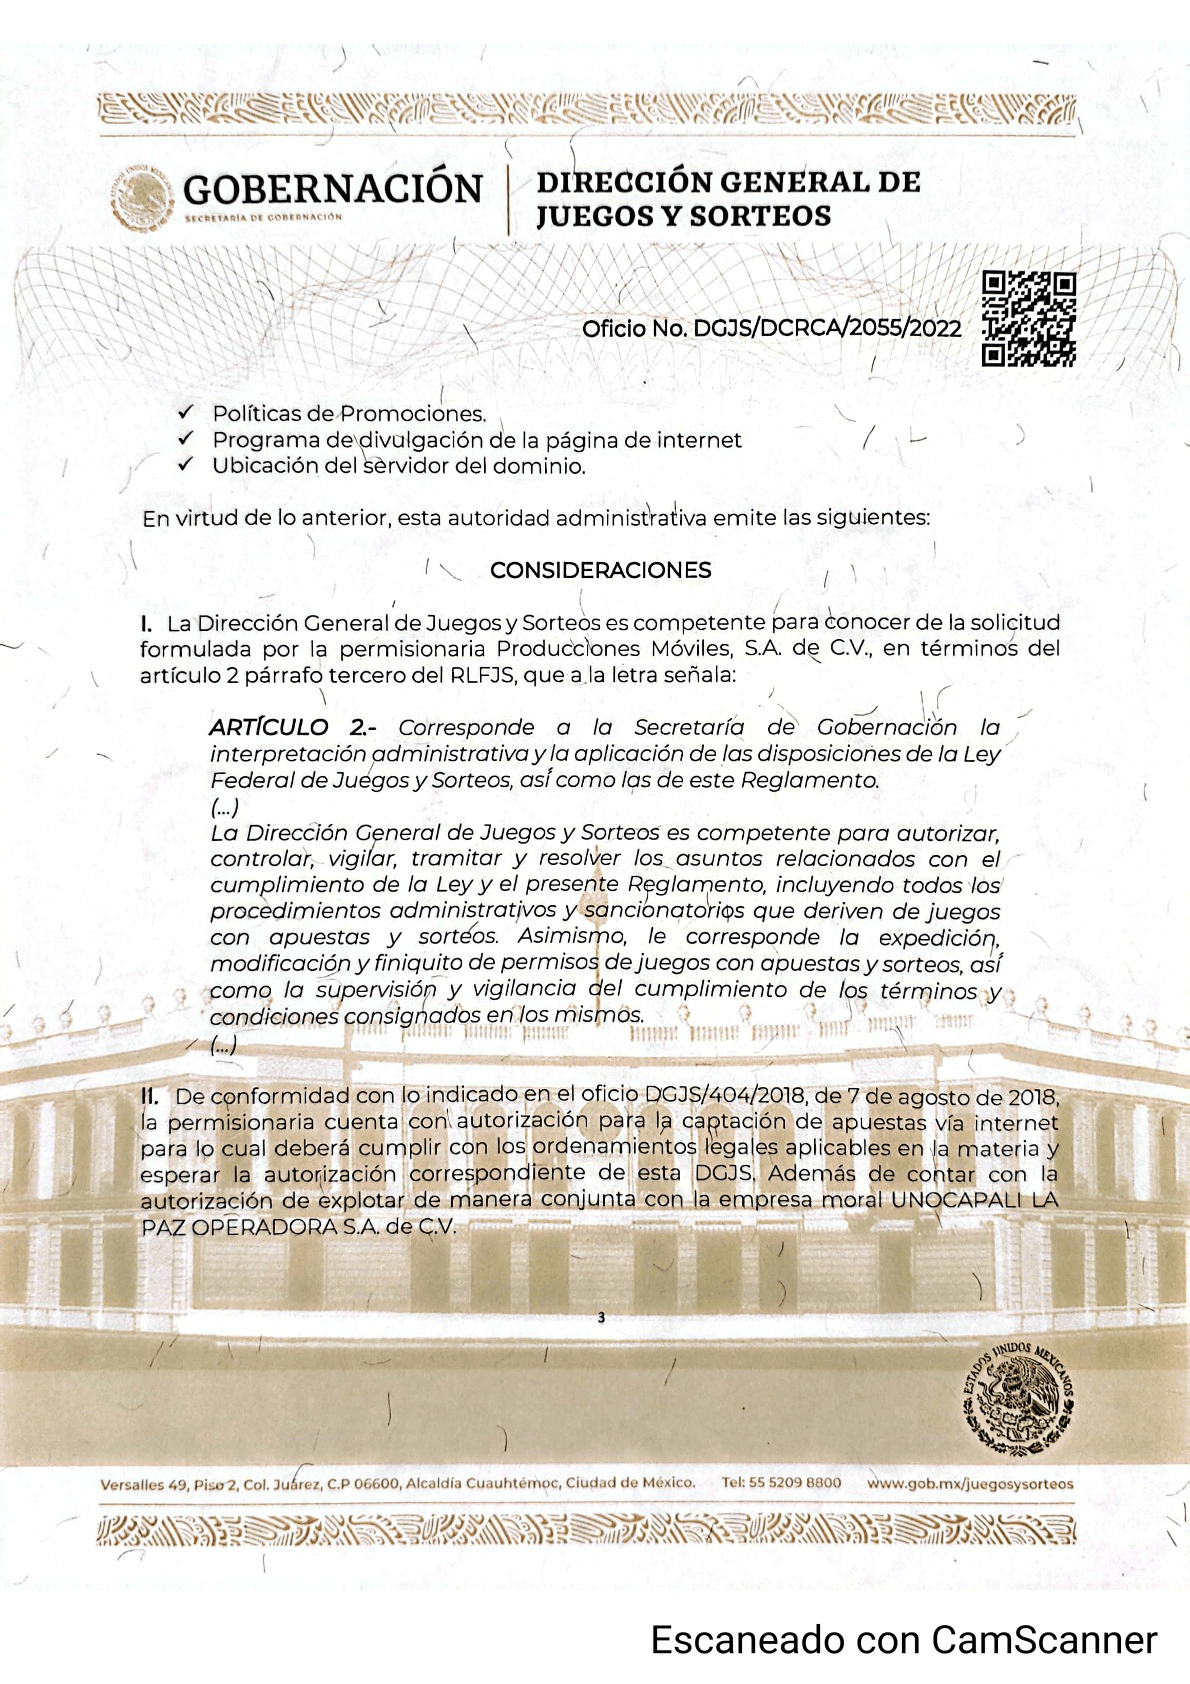 GOBERNACIÓN
SECRETARÍA DE GOBERNACIÓN
DIRECCIÓN GENERAL DE
JUEGOS Y SORTEOS
Oficio No. DGJS/DCRCA/2055/2022
✓ Políticas de Promociones.
✓ Programa de divulgación de la página de internet
✓ Ubicación del servidor del dominio.
En virtud de lo anterior, esta autoridad administrativa emite las siguientes:
CONSIDERACIONES
I. La Dirección General de Juegos y Sorteos es competente para conocer de la solicitud
formulada por la permisionaria Producciones Móviles, S.A. de C.V., en términos del
artículo 2 párrafo tercero del RLFJS, que a la letra señala:
ARTÍCULO 2.- Corresponde a la Secretaría de Gobernación la
interpretación administrativa y la aplicación de las disposiciones de la Ley
Federal de Juegos y Sorteos, así como las de este Reglamento.
(...)
La Dirección General de Juegos y Sorteos es competente para autorizar,
controlar, vigilar, tramitar y resolver los asuntos relacionados con el
cumplimiento de la Ley y el presente Reglamento, incluyendo todos los
procedimientos administrativos y sancionatorios que deriven de juegos
con apuestas y sorteos. Asimismo, le corresponde la expedición,
modificación y finiquito de permisos de juegos con apuestas y sorteos, así
como la supervisión y vigilancia del cumplimiento de los términos y
condiciones consignados en los mismos.
(...)
II. De conformidad con lo indicado en el oficio DGJS/404/2018, de 7 de agosto de 2018,
la permisionaria cuenta con autorización para la captación de apuestas vía internet
para lo cual deberá cumplir con los ordenamientos legales aplicables en la materia y
esperar la autorización correspondiente de esta DGJS. Además de contar con la
autorización de explotar de manera conjunta con la empresa moral UNOCAPALI LA
PAZ OPERADORA S.A. de C.V.
3
ESTADOS UNIDOS MEXICANOS
Versalles 49, Piso 2, Col. Juárez, C.P 06600, Alcaldía Cuauhtémoc, Ciudad de México. Tel: 55 5209 8800 www.gob.mx/juegosysorteos
Escaneado con CamScanner